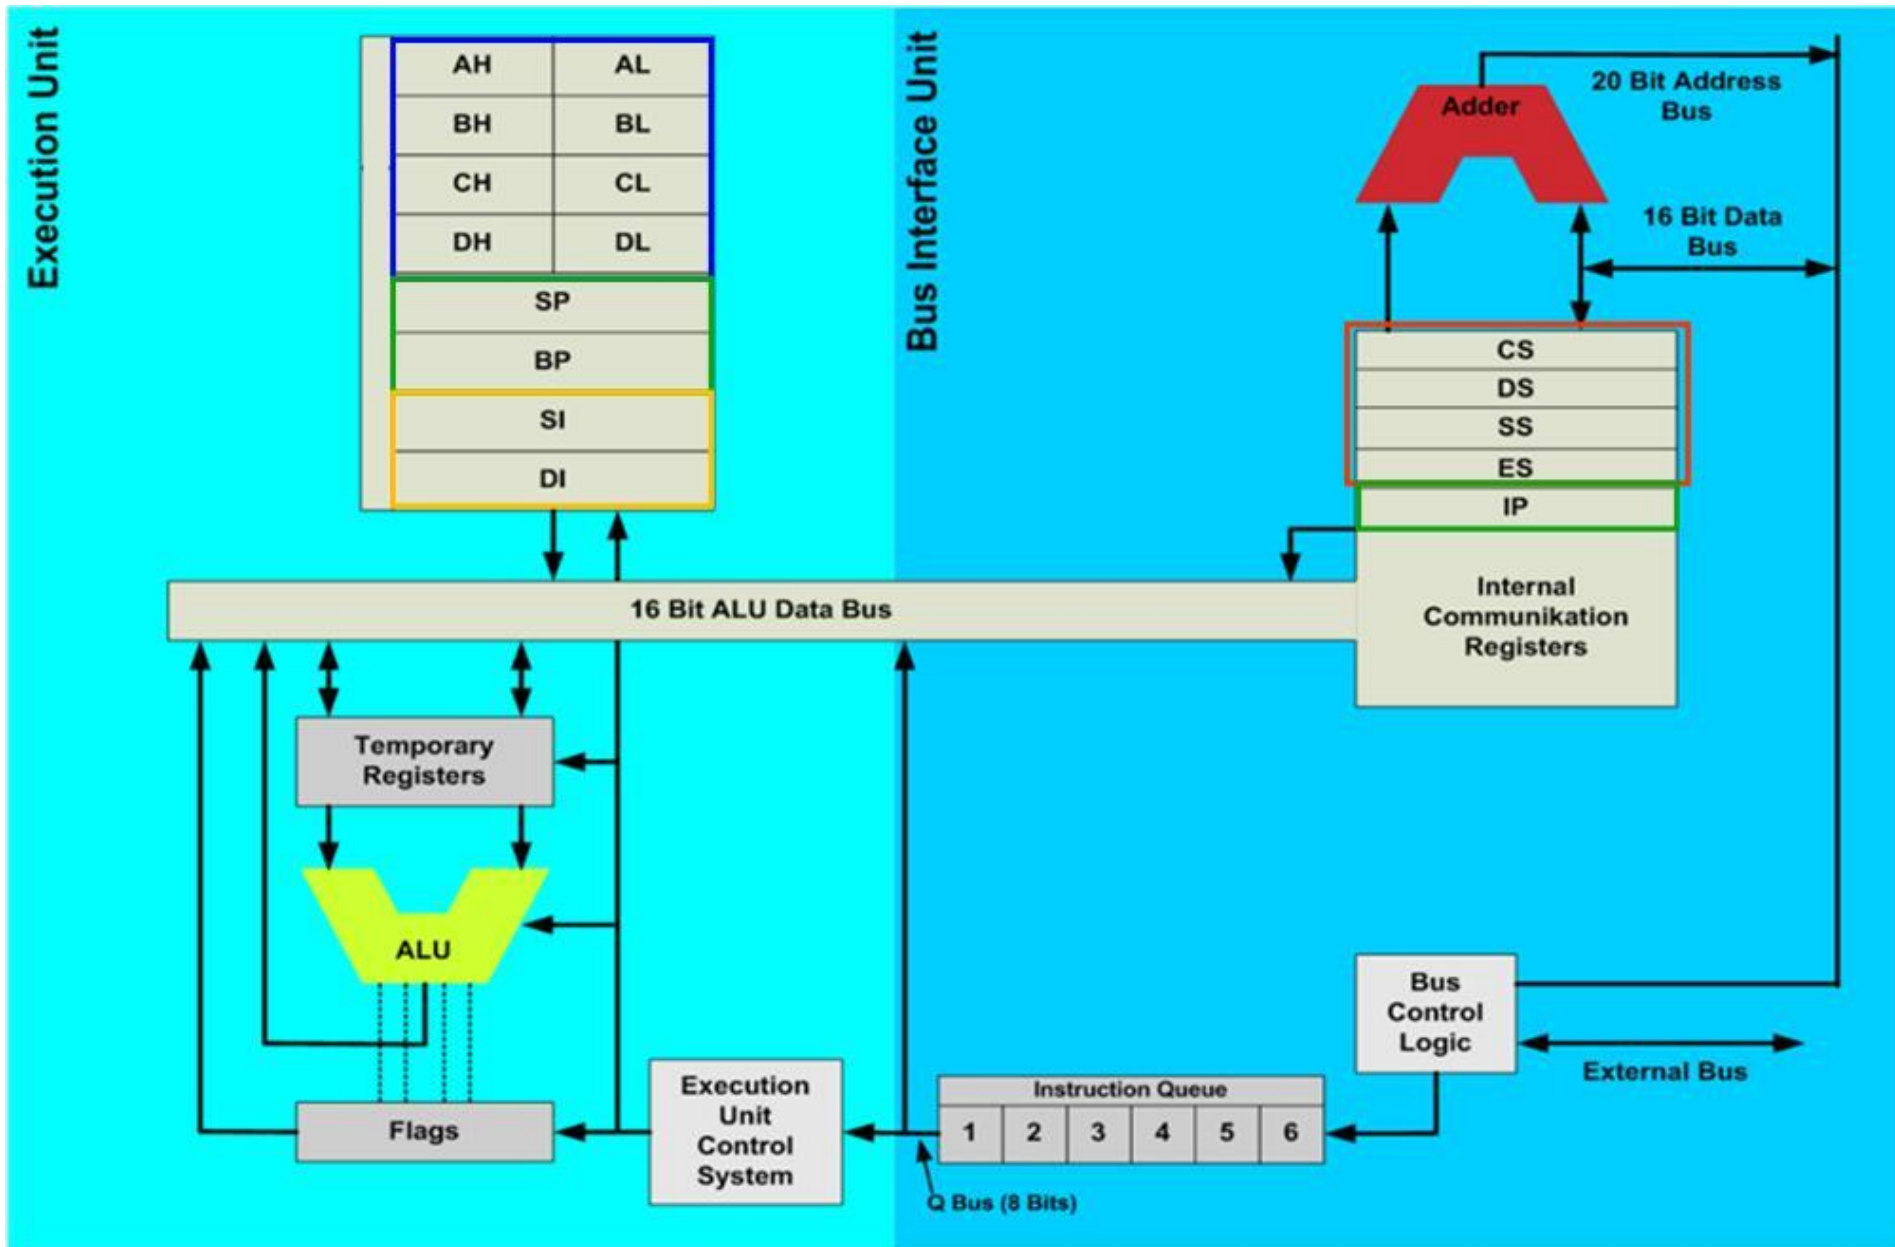 Execution Unit
AH
AL
BH
BL
CH
CL
DH
DL
SP
BP
SI
DI
Bus Interface Unit
Adder
20 Bit Address
Bus
16 Bit Data
Bus
CS
DS
SS
ES
IP
Internal
Communikation
Registers
16 Bit ALU Data Bus
Temporary
Registers
ALU
Flags
Execution
Unit
Control
System
Instruction Queue
1 2 3 4 5 6
Q Bus (8 Bits)
Bus
Control
Logic
External Bus